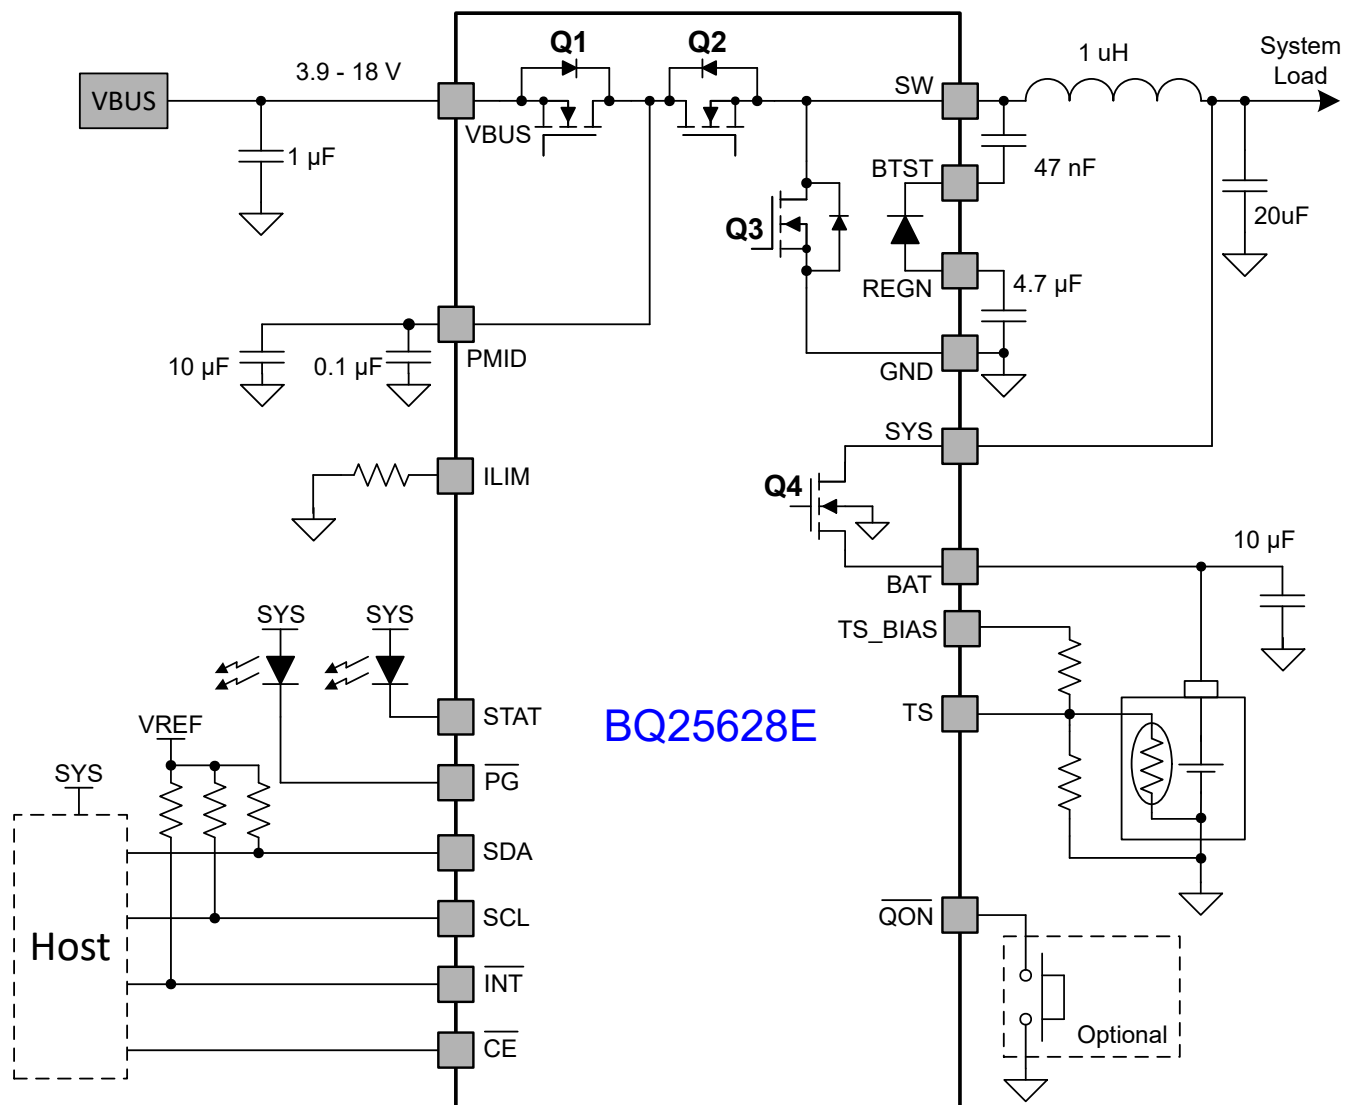 Q1
Q2
3.9 - 18 V
VBUS
VBUS
1 µF
SW
1 uH
System
Load
BTST
47 nF
20uF
Q3
REGN
4.7 µF
GND
10 µF
0.1 µF
PMID
SYS
ILIM
Q4
BAT
10 µF
TS_BIAS
SYS
SYS
STAT
TS
BQ25628E
VREF
PG
SYS
SDA
SCL
QON
Host
INT
Optional
CE